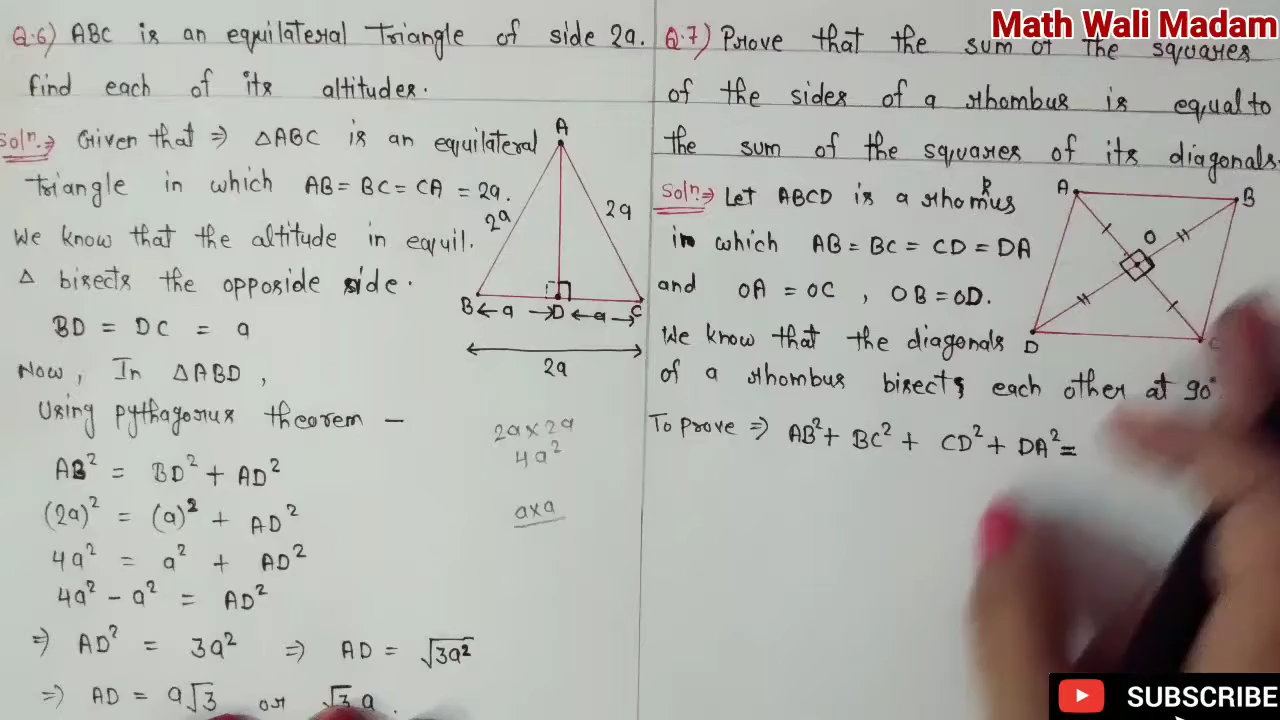 Math Wali Madam
Q.6) ABC is an equilateral Triangle of side 2a.
find each of its altitudes.
Soln.⇒ Given that ⇒ △ABC is an equilateral
Triangle in which AB = BC = CA = 2a.
We know that the altitude in equil.
△ bisects the opposide side.
BD = DC = a
Now, In △ABD,
Using pythagorus theorem —
AB² = BD² + AD²
(2a)² = (a)² + AD²
4a² = a² + AD²
4a² - a² = AD²
⇒ AD² = 3a² ⇒ AD = √3a²
⇒ AD = a√3 or √3 a.
A
2a
2a
B
a
D
a
C
2a
2a×2a
4a²
a×a
Q.7) Prove that the sum of the squares
of the sides of a rhombus is equal to
the sum of the squares of its diagonals.
Soln.⇒ Let ABCD is a rhombus
in which AB = BC = CD = DA
and OA = OC, OB = OD.
We know that the diagonals
of a rhombus bisects each other at 90°
To prove ⇒ AB² + BC² + CD² + DA² =
A
B
O
D
C
SUBSCRIBE